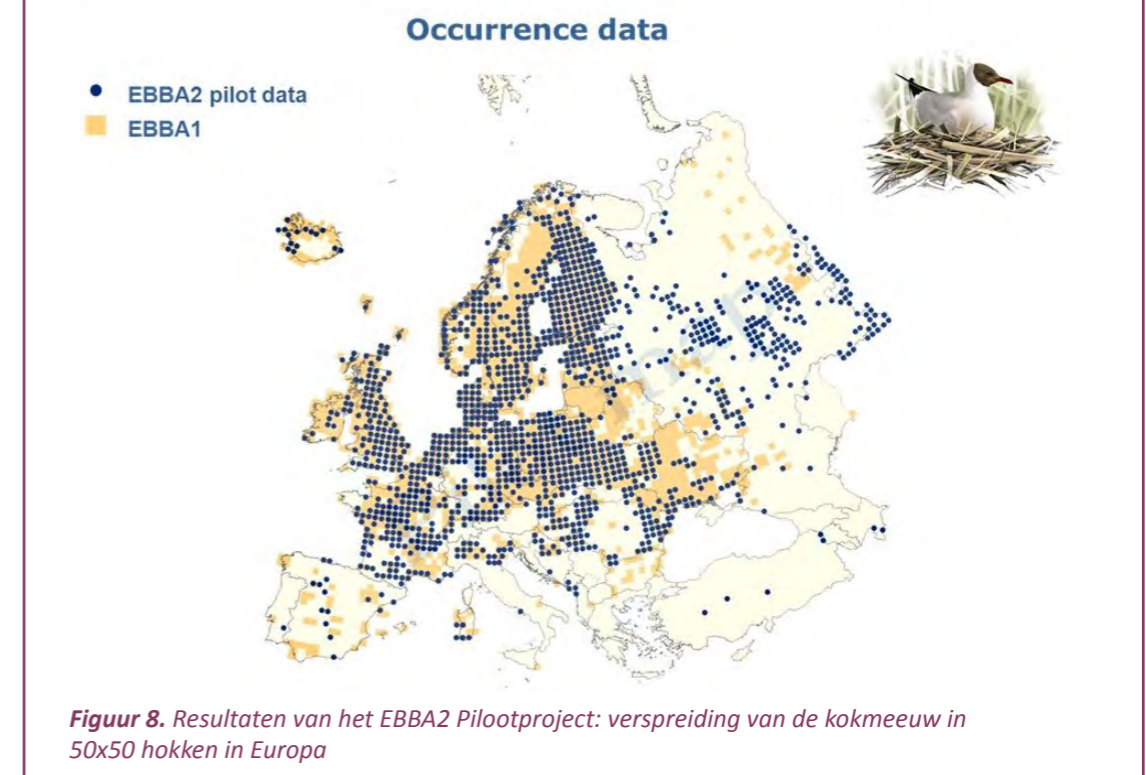 Occurrence data
EBBA2 pilot data
EBBA1
Figuur 8. Resultaten van het EBBA2 Pilootproject: verspreiding van de kokmeeuw in
50x50 hokken in Europa